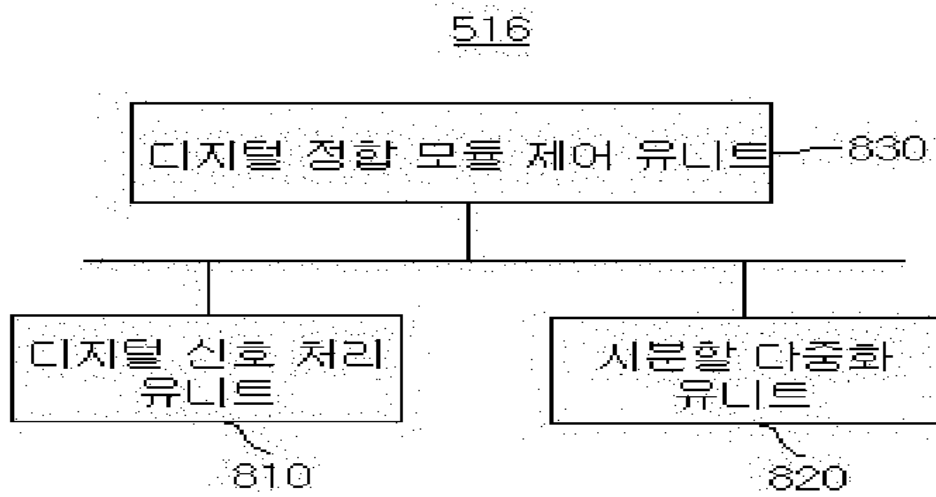 516
디지털 정합 모듈 제어 유니트
830
디지털 신호 처리
유니트
시분할 다중화
유니트
810
820